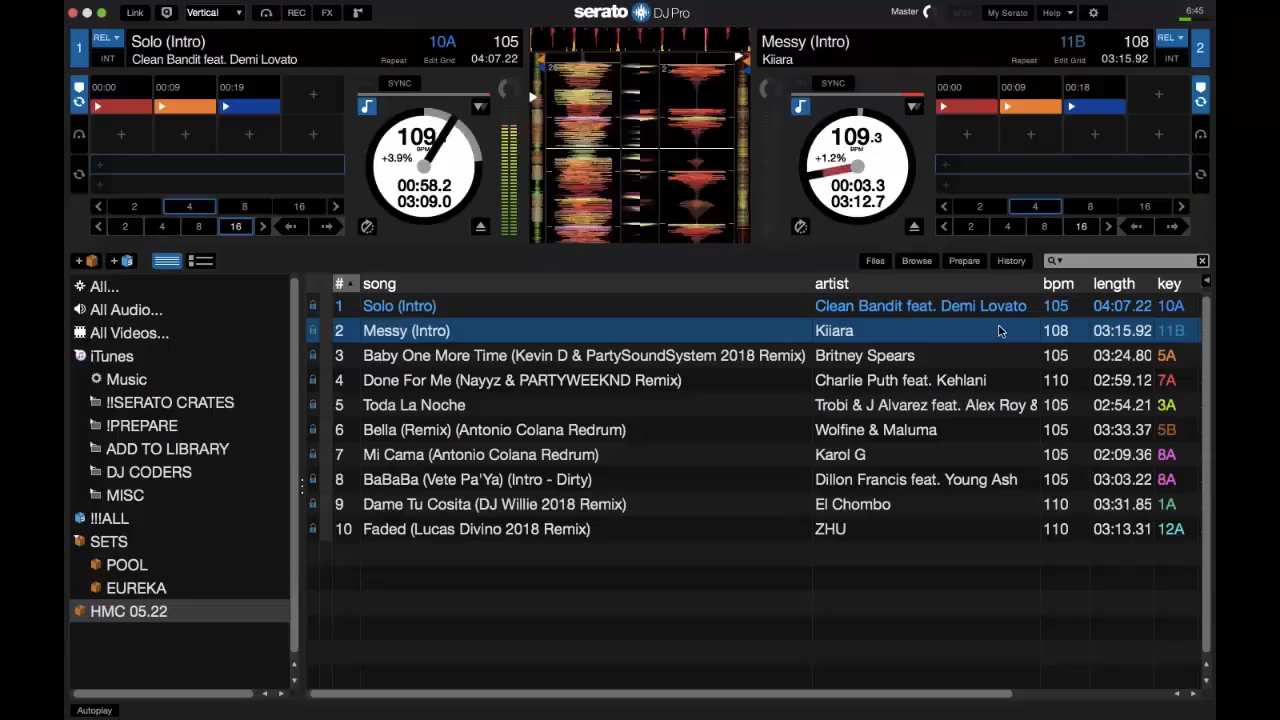 Link
Vertical
REC
FX
serato DJ Pro
Master
My Serato
Help
6:45
1
REL
INT
Solo (Intro)
10A
105
Clean Bandit feat. Demi Lovato
Repeat
Edit Grid
04:07.22
Messy (Intro)
11B
108
REL
2
Kiiara
Repeat
Edit Grid
03:15.92
INT
00:00
00:09
00:19
SYNC
SYNC
00:00
00:09
00:18
109.
BPM
+3.9%
00:58.2
03:09.0
109.3
BPM
+1.2%
00:03.3
03:12.7
2 4 8 16
2 4 8 16
2 4 8 16
2 4 8 16
Files
Browse
Prepare
History
# song artist bpm length key
1 Solo (Intro) Clean Bandit feat. Demi Lovato 105 04:07.22 10A
2 Messy (Intro) Kiiara 108 03:15.92 11B
3 Baby One More Time (Kevin D & PartySoundSystem 2018 Remix) Britney Spears 105 03:24.80 5A
4 Done For Me (Nayyz & PARTYWEEKND Remix) Charlie Puth feat. Kehlani 110 02:59.12 7A
5 Toda La Noche Trobi & J Alvarez feat. Alex Roy & 105 02:54.21 3A
6 Bella (Remix) (Antonio Colana Redrum) Wolfine & Maluma 105 03:33.37 5B
7 Mi Cama (Antonio Colana Redrum) Karol G 105 02:09.36 8A
8 BaBaBa (Vete Pa'Ya) (Intro - Dirty) Dillon Francis feat. Young Ash 105 03:03.22 8A
9 Dame Tu Cosita (DJ Willie 2018 Remix) El Chombo 110 03:31.85 1A
10 Faded (Lucas Divino 2018 Remix) ZHU 110 03:13.31 12A
All...
All Audio...
All Videos...
iTunes
Music
!!SERATO CRATES
!PREPARE
ADD TO LIBRARY
DJ CODERS
MISC
!!!ALL
SETS
POOL
EUREKA
HMC 05.22
Autoplay